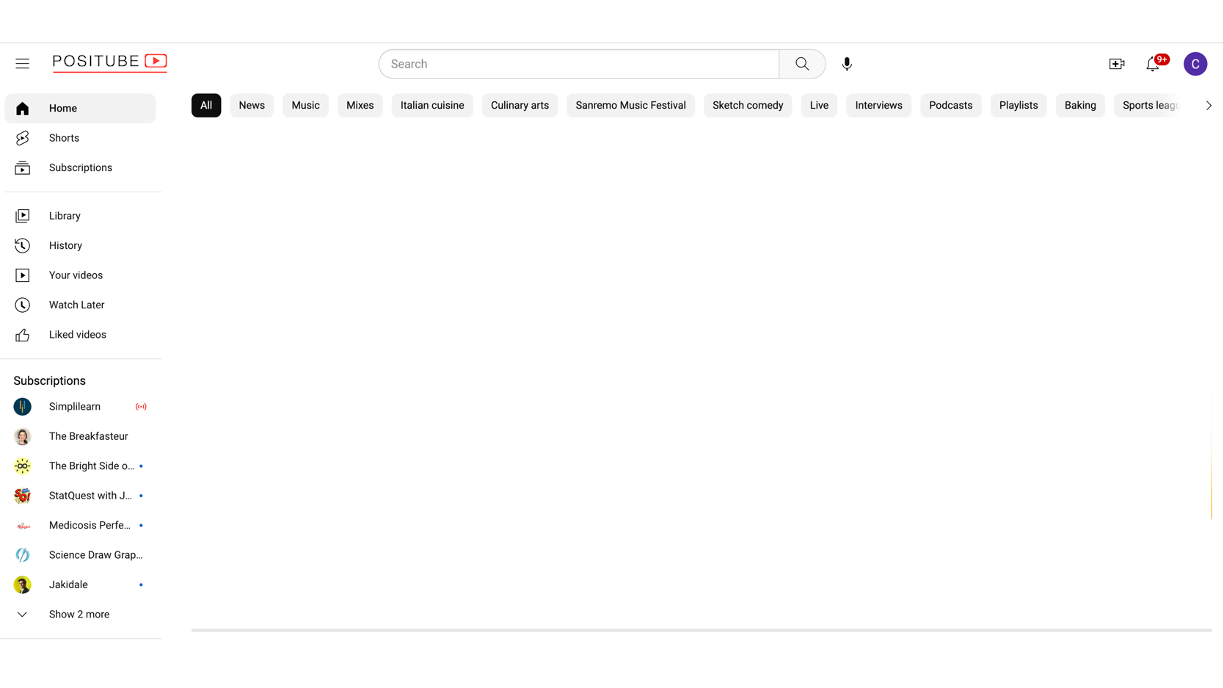 POSITUBE
Search
9+
C
All News Music Mixes Italian cuisine Culinary arts Sanremo Music Festival Sketch comedy Live Interviews Podcasts Playlists Baking Sports leagu
Home
Shorts
Subscriptions
Library
History
Your videos
Watch Later
Liked videos
Subscriptions
Simplilearn
The Breakfasteur
The Bright Side o...
StatQuest with J...
Medicosis Perfe...
Science Draw Grap...
Jakidale
Show 2 more